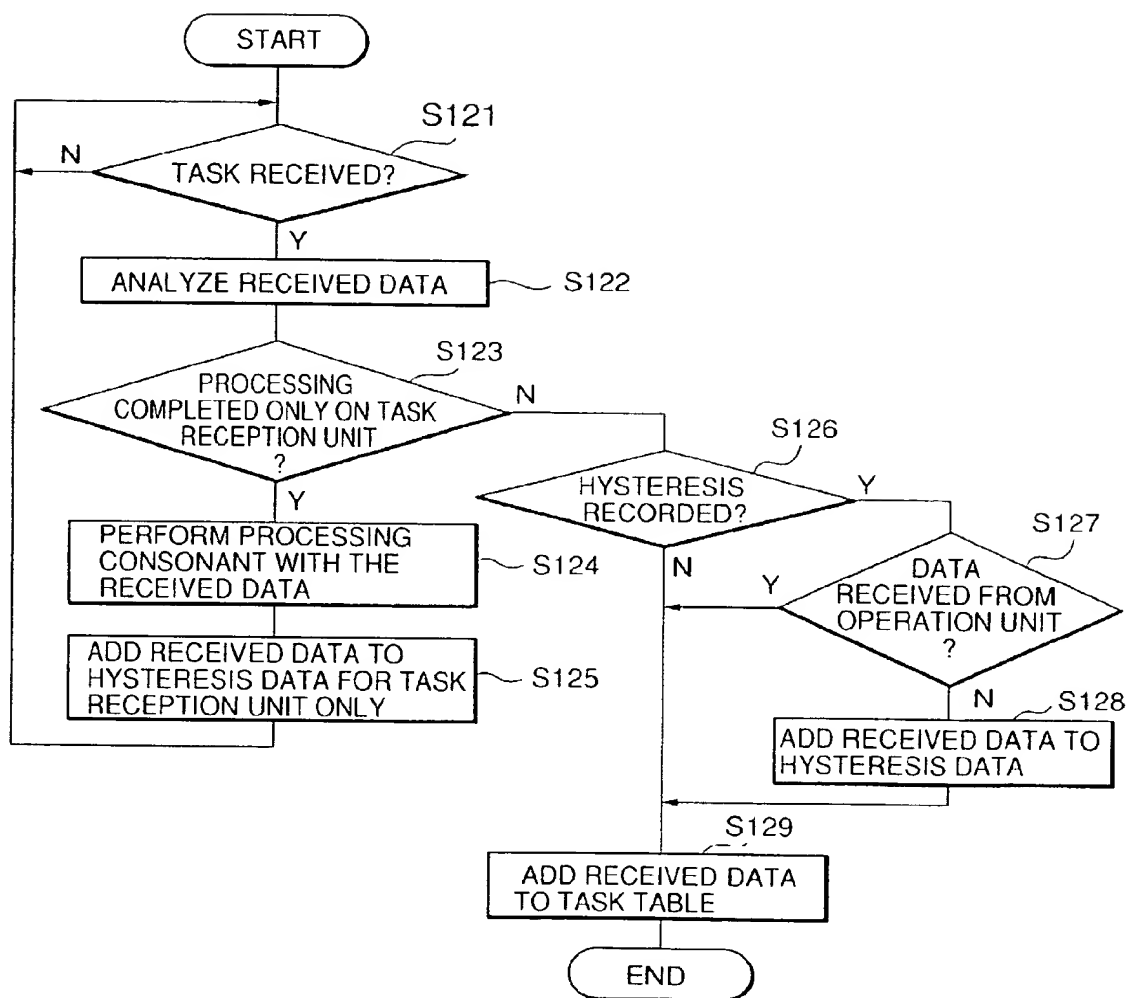 START
S121
N
TASK RECEIVED?
Y
ANALYZE RECEIVED DATA
S122
S123
PROCESSING
COMPLETED ONLY ON TASK
RECEPTION UNIT
?
N
Y
S126
HYSTERESIS
RECORDED?
Y
N
PERFORM PROCESSING
CONSONANT WITH THE
RECEIVED DATA
S124
S127
DATA
RECEIVED FROM
OPERATION UNIT
?
Y
N
ADD RECEIVED DATA TO
HYSTERESIS DATA FOR TASK
RECEPTION UNIT ONLY
S125
S128
ADD RECEIVED DATA TO
HYSTERESIS DATA
S129
ADD RECEIVED DATA
TO TASK TABLE
END